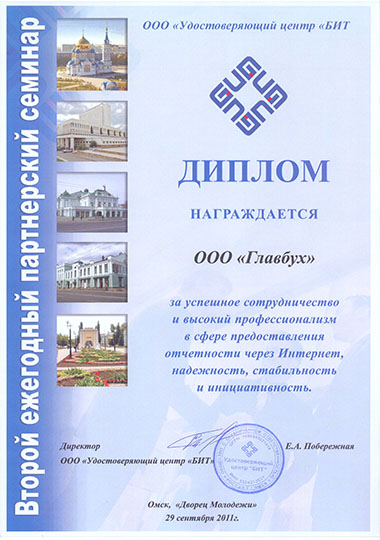 Второй ежегодный партнерский семинар
ООО «Удостоверяющий центр «БИТ
ДИПЛОМ
НАГРАЖДАЕТСЯ
ООО «Главбух»
за успешное сотрудничество
и высокий профессионализм
в сфере предоставления
отчетности через Интернет,
надежность, стабильность
и инициативность.
Директор
Е.А. Побережная
ООО «Удостоверяющий центр «БИТ»
Удостоверяющий
центр "БИТ"
Омск, «Дворец Молодежи»
29 сентября 2011г.